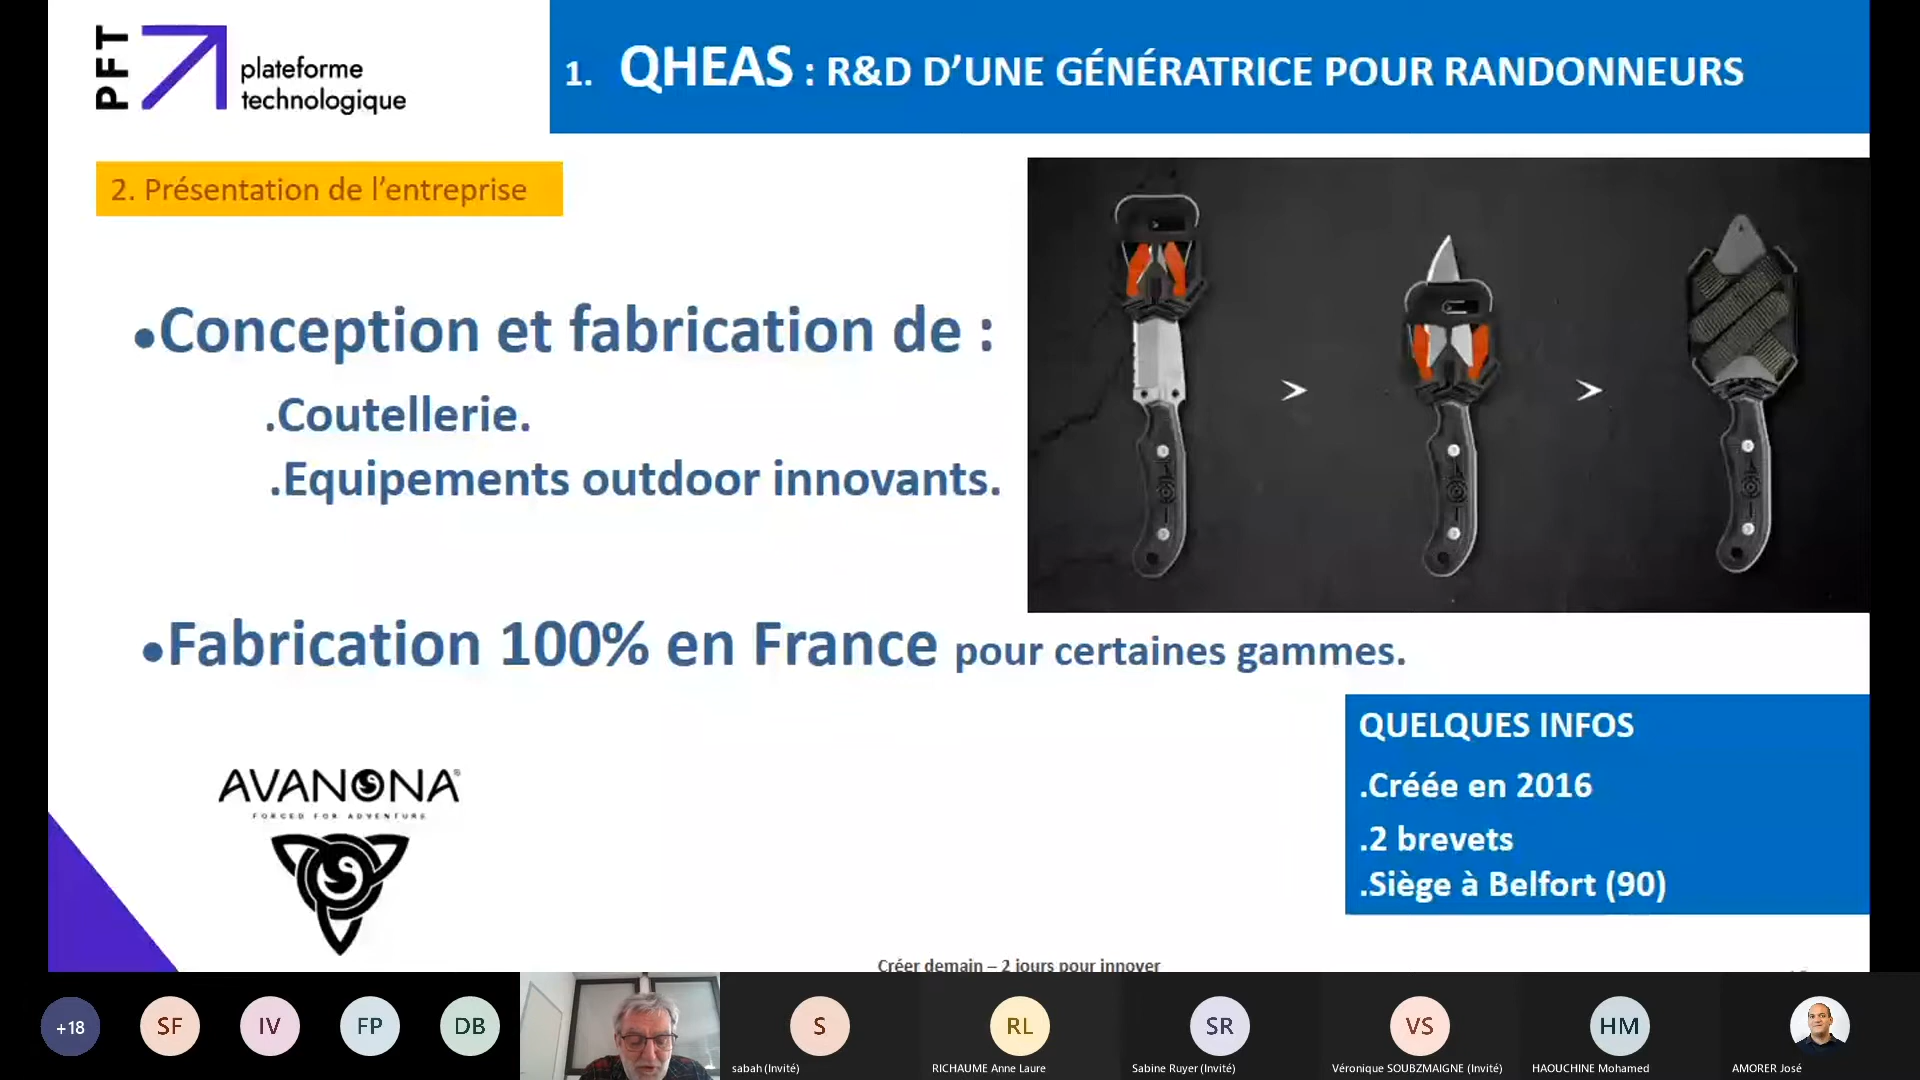 PFT
plateforme
technologique
1. QHEAS : R&D D’UNE GÉNÉRATRICE POUR RANDONNEURS
2. Présentation de l’entreprise
•Conception et fabrication de :
.Coutellerie.
.Equipements outdoor innovants.
•Fabrication 100% en France pour certaines gammes.
AVANONA®
FORGED FOR ADVENTURE
QUELQUES INFOS
.Créée en 2016
.2 brevets
.Siège à Belfort (90)
Créer demain – 2 jours pour innover
+18
SF
IV
FP
DB
S
RL
SR
VS
HM
sabah (Invité)
RICHAUME Anne Laure
Sabine Ruyer (Invité)
Véronique SOUBZMAIGNE (Invité)
HAOUCHINE Mohamed
AMORER José